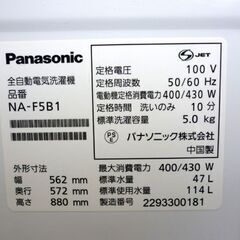 Panasonic
JET
全自動電気洗濯機
品番
NA-F5B1
定格電圧 100 V
定格周波数 50/60 Hz
電動機定格消費電力 400/430 W
定格時間 洗いのみ 10 分
標準洗濯容量 5.0 kg
PS E
パナソニック株式会社
中国製
外形寸法
幅 562 mm
奥行 572 mm
高さ 880 mm
最大消費電力 400/430 W
標準水量 47 L
標準使用水量 114 L
製造番号 2293300181